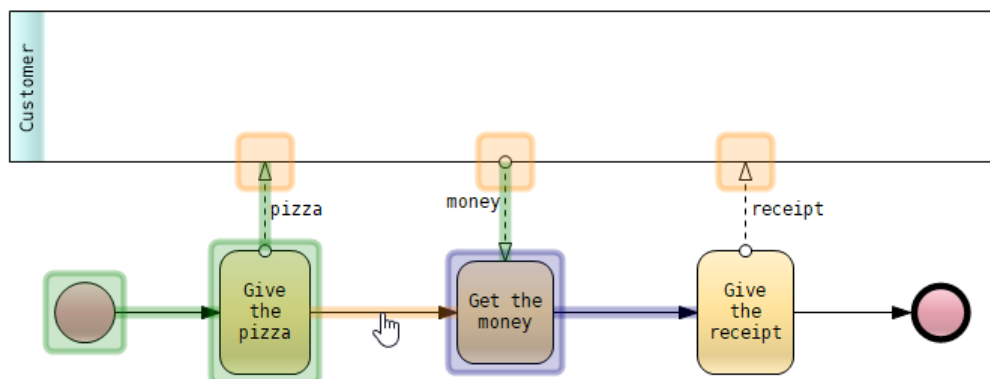 Customer
pizza
money
receipt
Give
the
pizza
Get the
money
Give
the
receipt